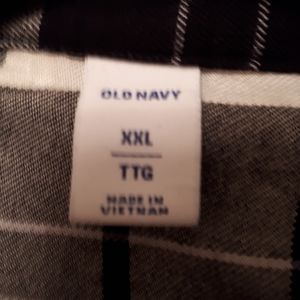 OLD NAVY
XXL
TTG
MADE IN
VIETNAM